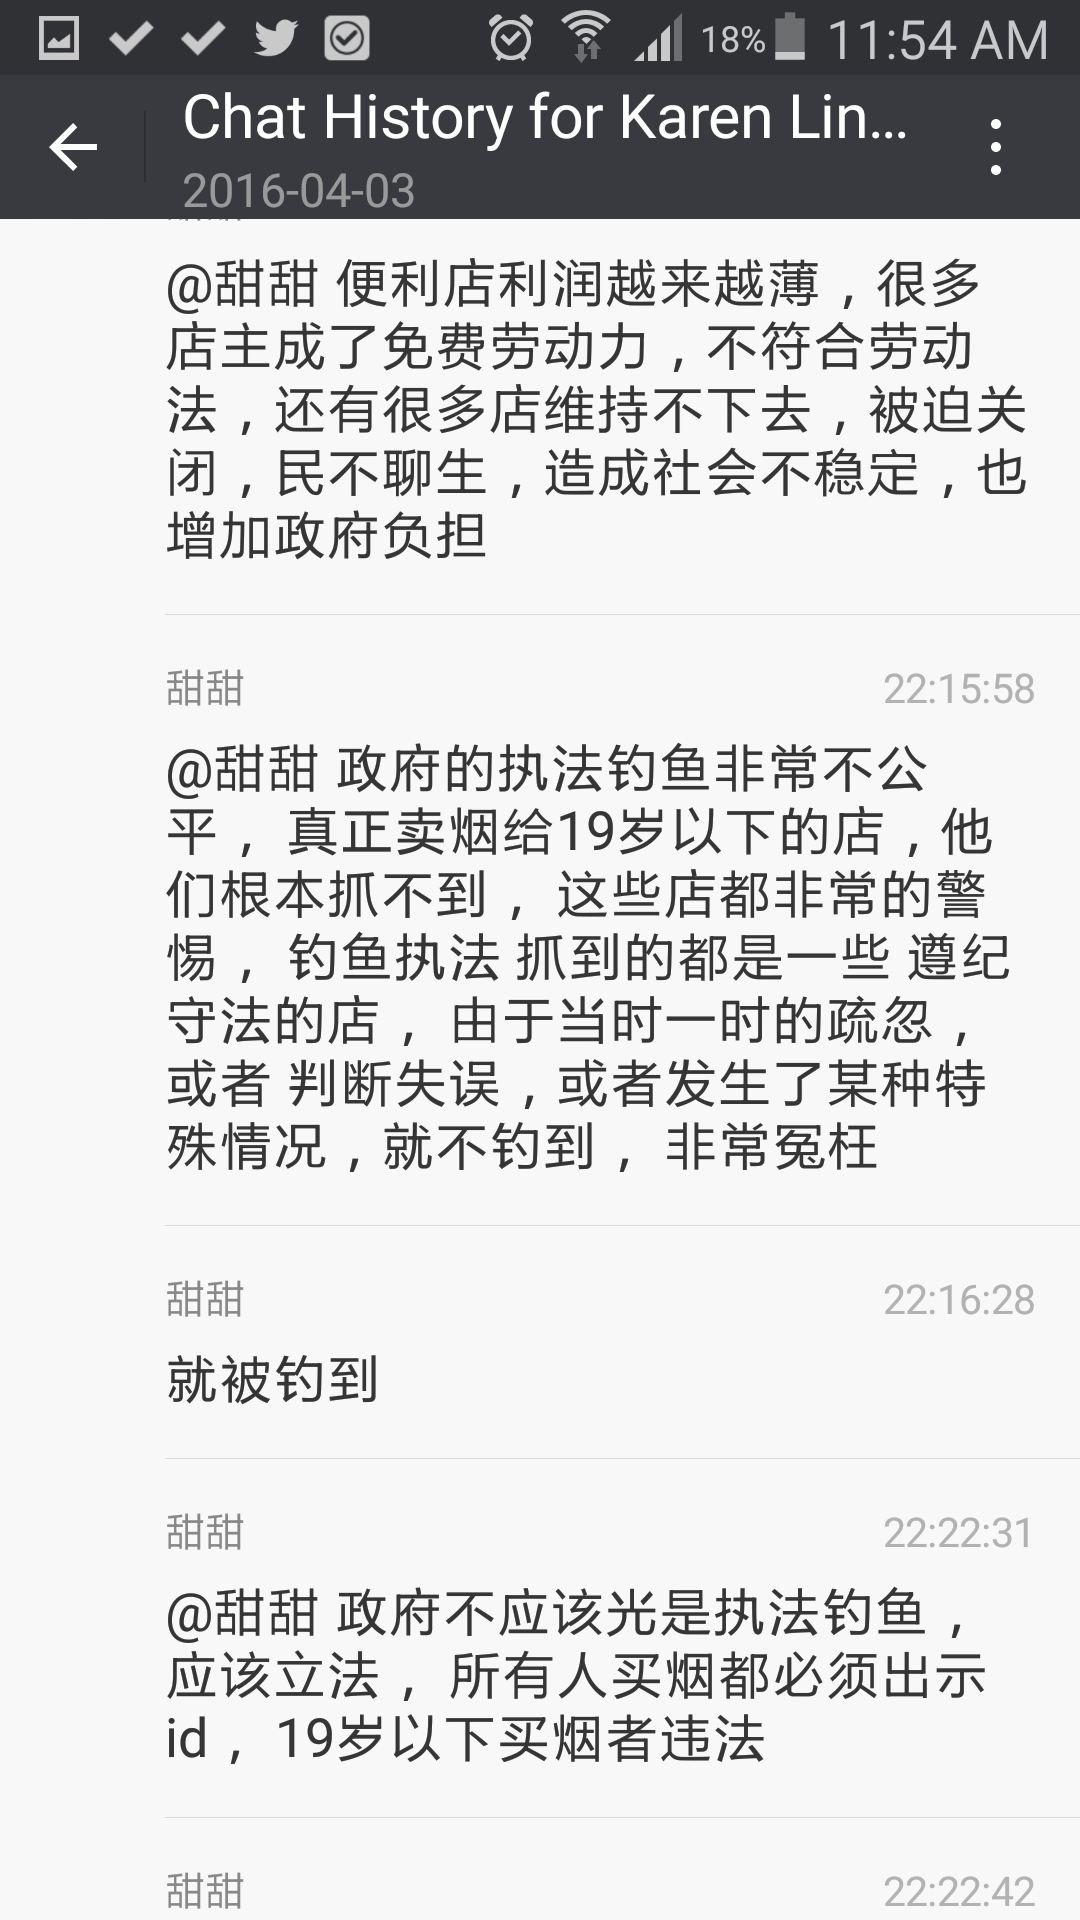 18% 11:54 AM
Chat History for Karen Lin...
2016-04-03
@甜甜 便利店利润越来越薄，很多
店主成了免费劳动力，不符合劳动
法，还有很多店维持不下去，被迫关
闭，民不聊生，造成社会不稳定，也
增加政府负担
甜甜 22:15:58
@甜甜 政府的执法钓鱼非常不公
平， 真正卖烟给19岁以下的店，他
们根本抓不到， 这些店都非常的警
惕， 钓鱼执法 抓到的都是一些 遵纪
守法的店， 由于当时一时的疏忽，
或者 判断失误，或者发生了某种特
殊情况，就不钓到， 非常冤枉
甜甜 22:16:28
就被钓到
甜甜 22:22:31
@甜甜 政府不应该光是执法钓鱼，
应该立法， 所有人买烟都必须出示
id，19岁以下买烟者违法
甜甜 22:22:42